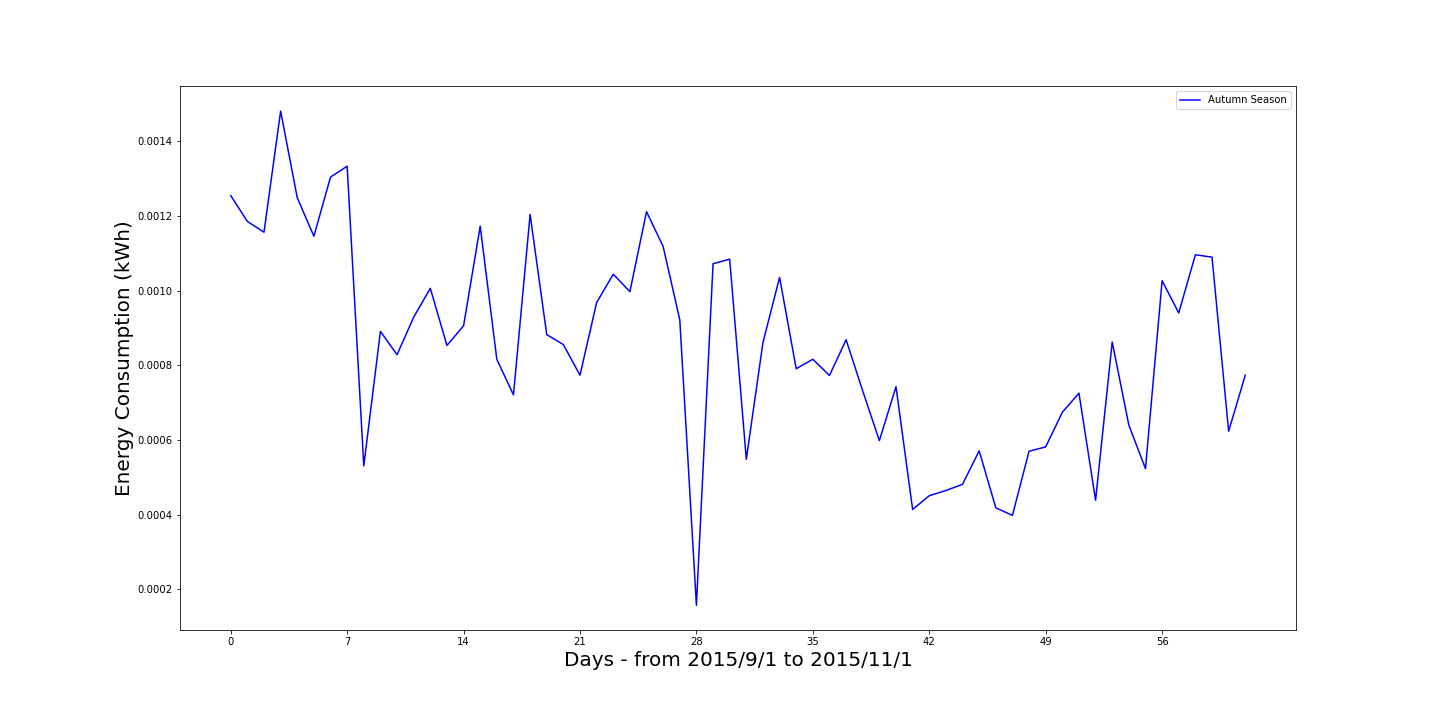 Autumn Season
Energy Consumption (kWh)
0.0014
0.0012
0.0010
0.0008
0.0006
0.0004
0.0002
0 7 14 21 28 35 42 49 56
Days - from 2015/9/1 to 2015/11/1